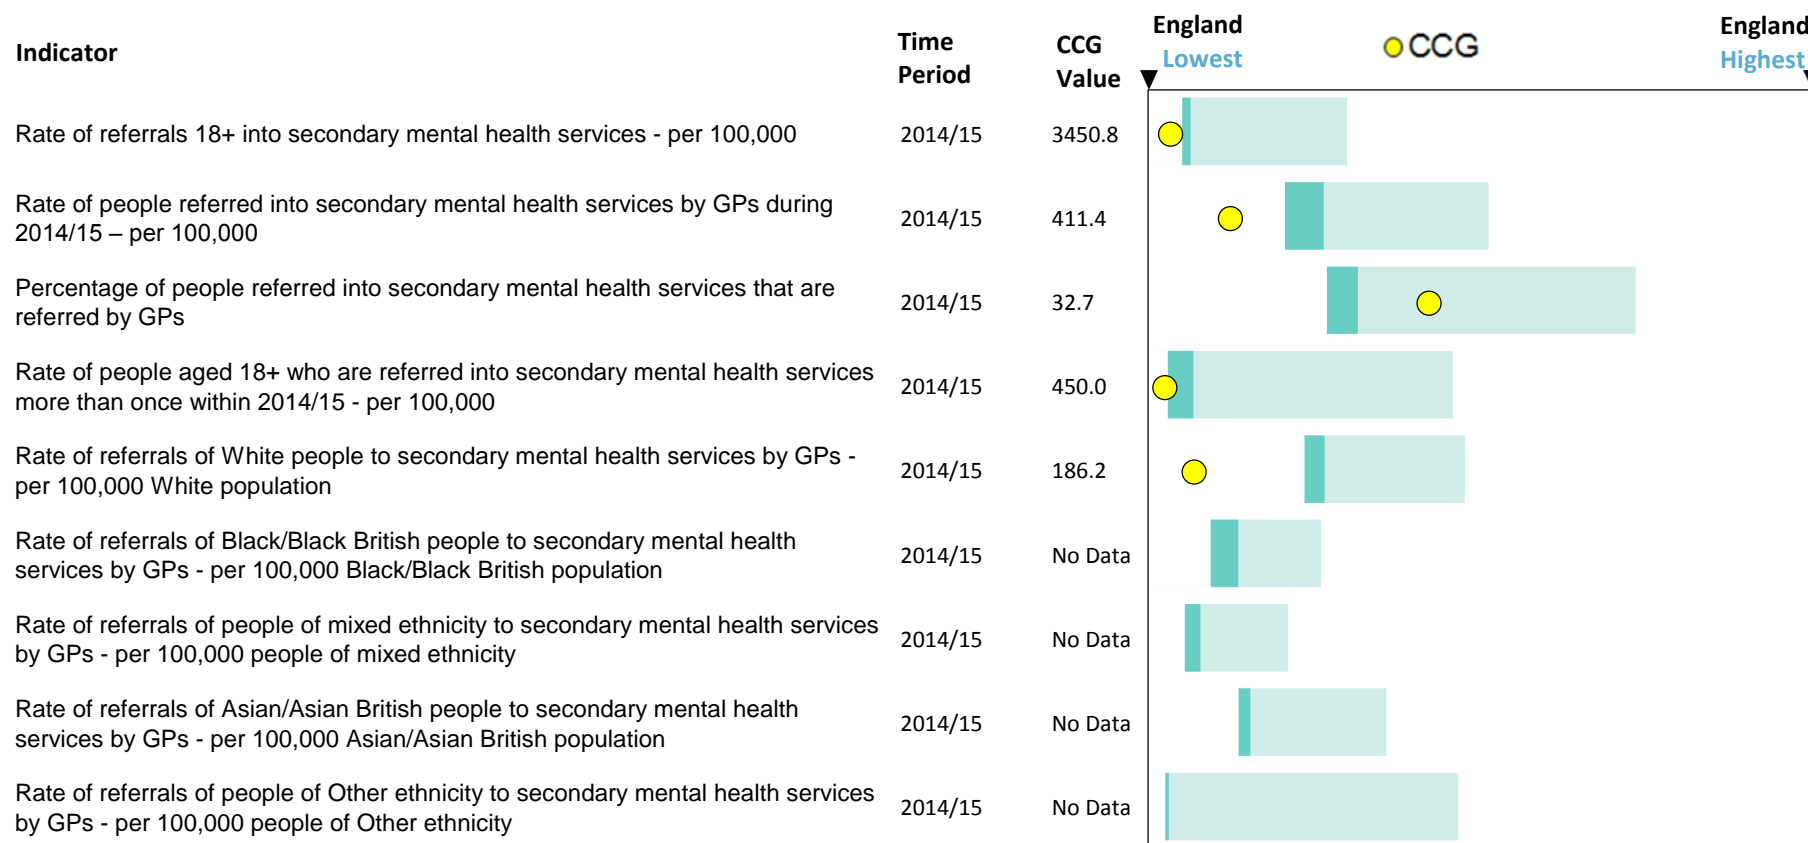 Indicator
Time Period
CCG Value
England Lowest
CCG
England Highest
Rate of referrals 18+ into secondary mental health services - per 100,000
2014/15
3450.8
Rate of people referred into secondary mental health services by GPs during
2014/15 – per 100,000
2014/15
411.4
Percentage of people referred into secondary mental health services that are
referred by GPs
2014/15
32.7
Rate of people aged 18+ who are referred into secondary mental health services
more than once within 2014/15 - per 100,000
2014/15
450.0
Rate of referrals of White people to secondary mental health services by GPs -
per 100,000 White population
2014/15
186.2
Rate of referrals of Black/Black British people to secondary mental health
services by GPs - per 100,000 Black/Black British population
2014/15
No Data
Rate of referrals of people of mixed ethnicity to secondary mental health services
by GPs - per 100,000 people of mixed ethnicity
2014/15
No Data
Rate of referrals of Asian/Asian British people to secondary mental health
services by GPs - per 100,000 Asian/Asian British population
2014/15
No Data
Rate of referrals of people of Other ethnicity to secondary mental health services
by GPs - per 100,000 people of Other ethnicity
2014/15
No Data